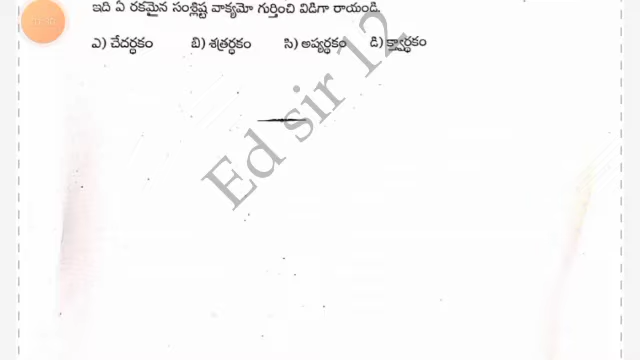 ఇది ఏ రకమైన సంశ్లిష్ట వాక్యమో గుర్తించి విడిగా రాయండి.
ఎ) చేదర్థకం బి) శత్రర్థకం సి) అప్యర్థకం డి) క్త్వార్థకం
Ed sir 12